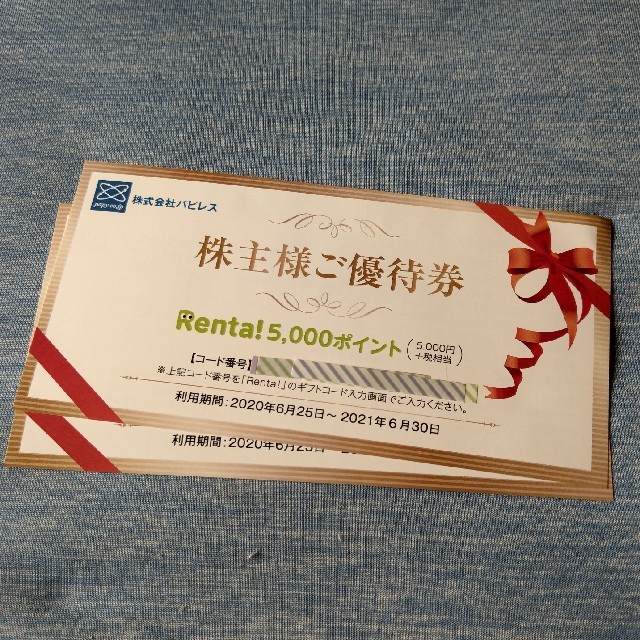 papy.co.jp
株式会社パピレス
株主様ご優待券
Renta! 5,000ポイント (5,000円+税相当)
【コード番号】
※上記コード番号を「Renta!」のギフトコード入力画面でご入力ください。
利用期間:2020年6月25日～2021年6月30日
利用期間:2020年6月25日～